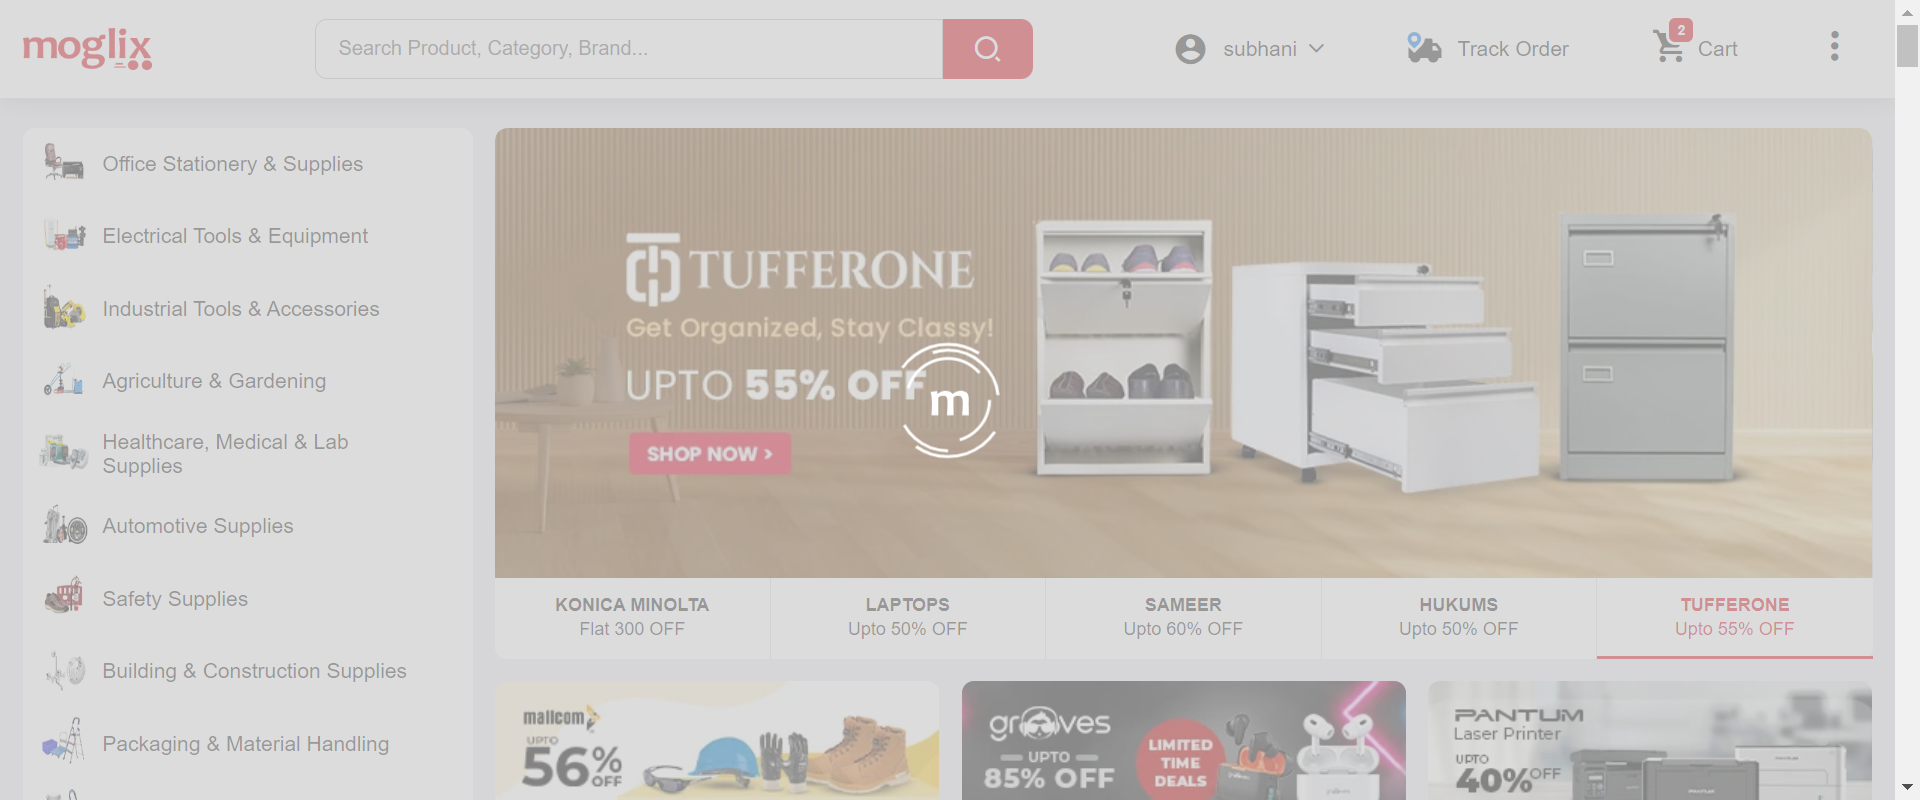 moglix
Search Product, Category, Brand...
subhani
Track Order
2
Cart
Office Stationery & Supplies
Electrical Tools & Equipment
Industrial Tools & Accessories
Agriculture & Gardening
Healthcare, Medical & Lab
Supplies
Automotive Supplies
Safety Supplies
Building & Construction Supplies
Packaging & Material Handling
TUFFERONE
Get Organized, Stay Classy!
UPTO 55% OFF
m
SHOP NOW >
KONICA MINOLTA
Flat 300 OFF
LAPTOPS
Upto 50% OFF
SAMEER
Upto 60% OFF
HUKUMS
Upto 50% OFF
TUFFERONE
Upto 55% OFF
mallcom
UPTO
56% OFF
grooves
UPTO
85% OFF
LIMITED
TIME
DEALS
PANTUM
Laser Printer
UPTO
40% OFF